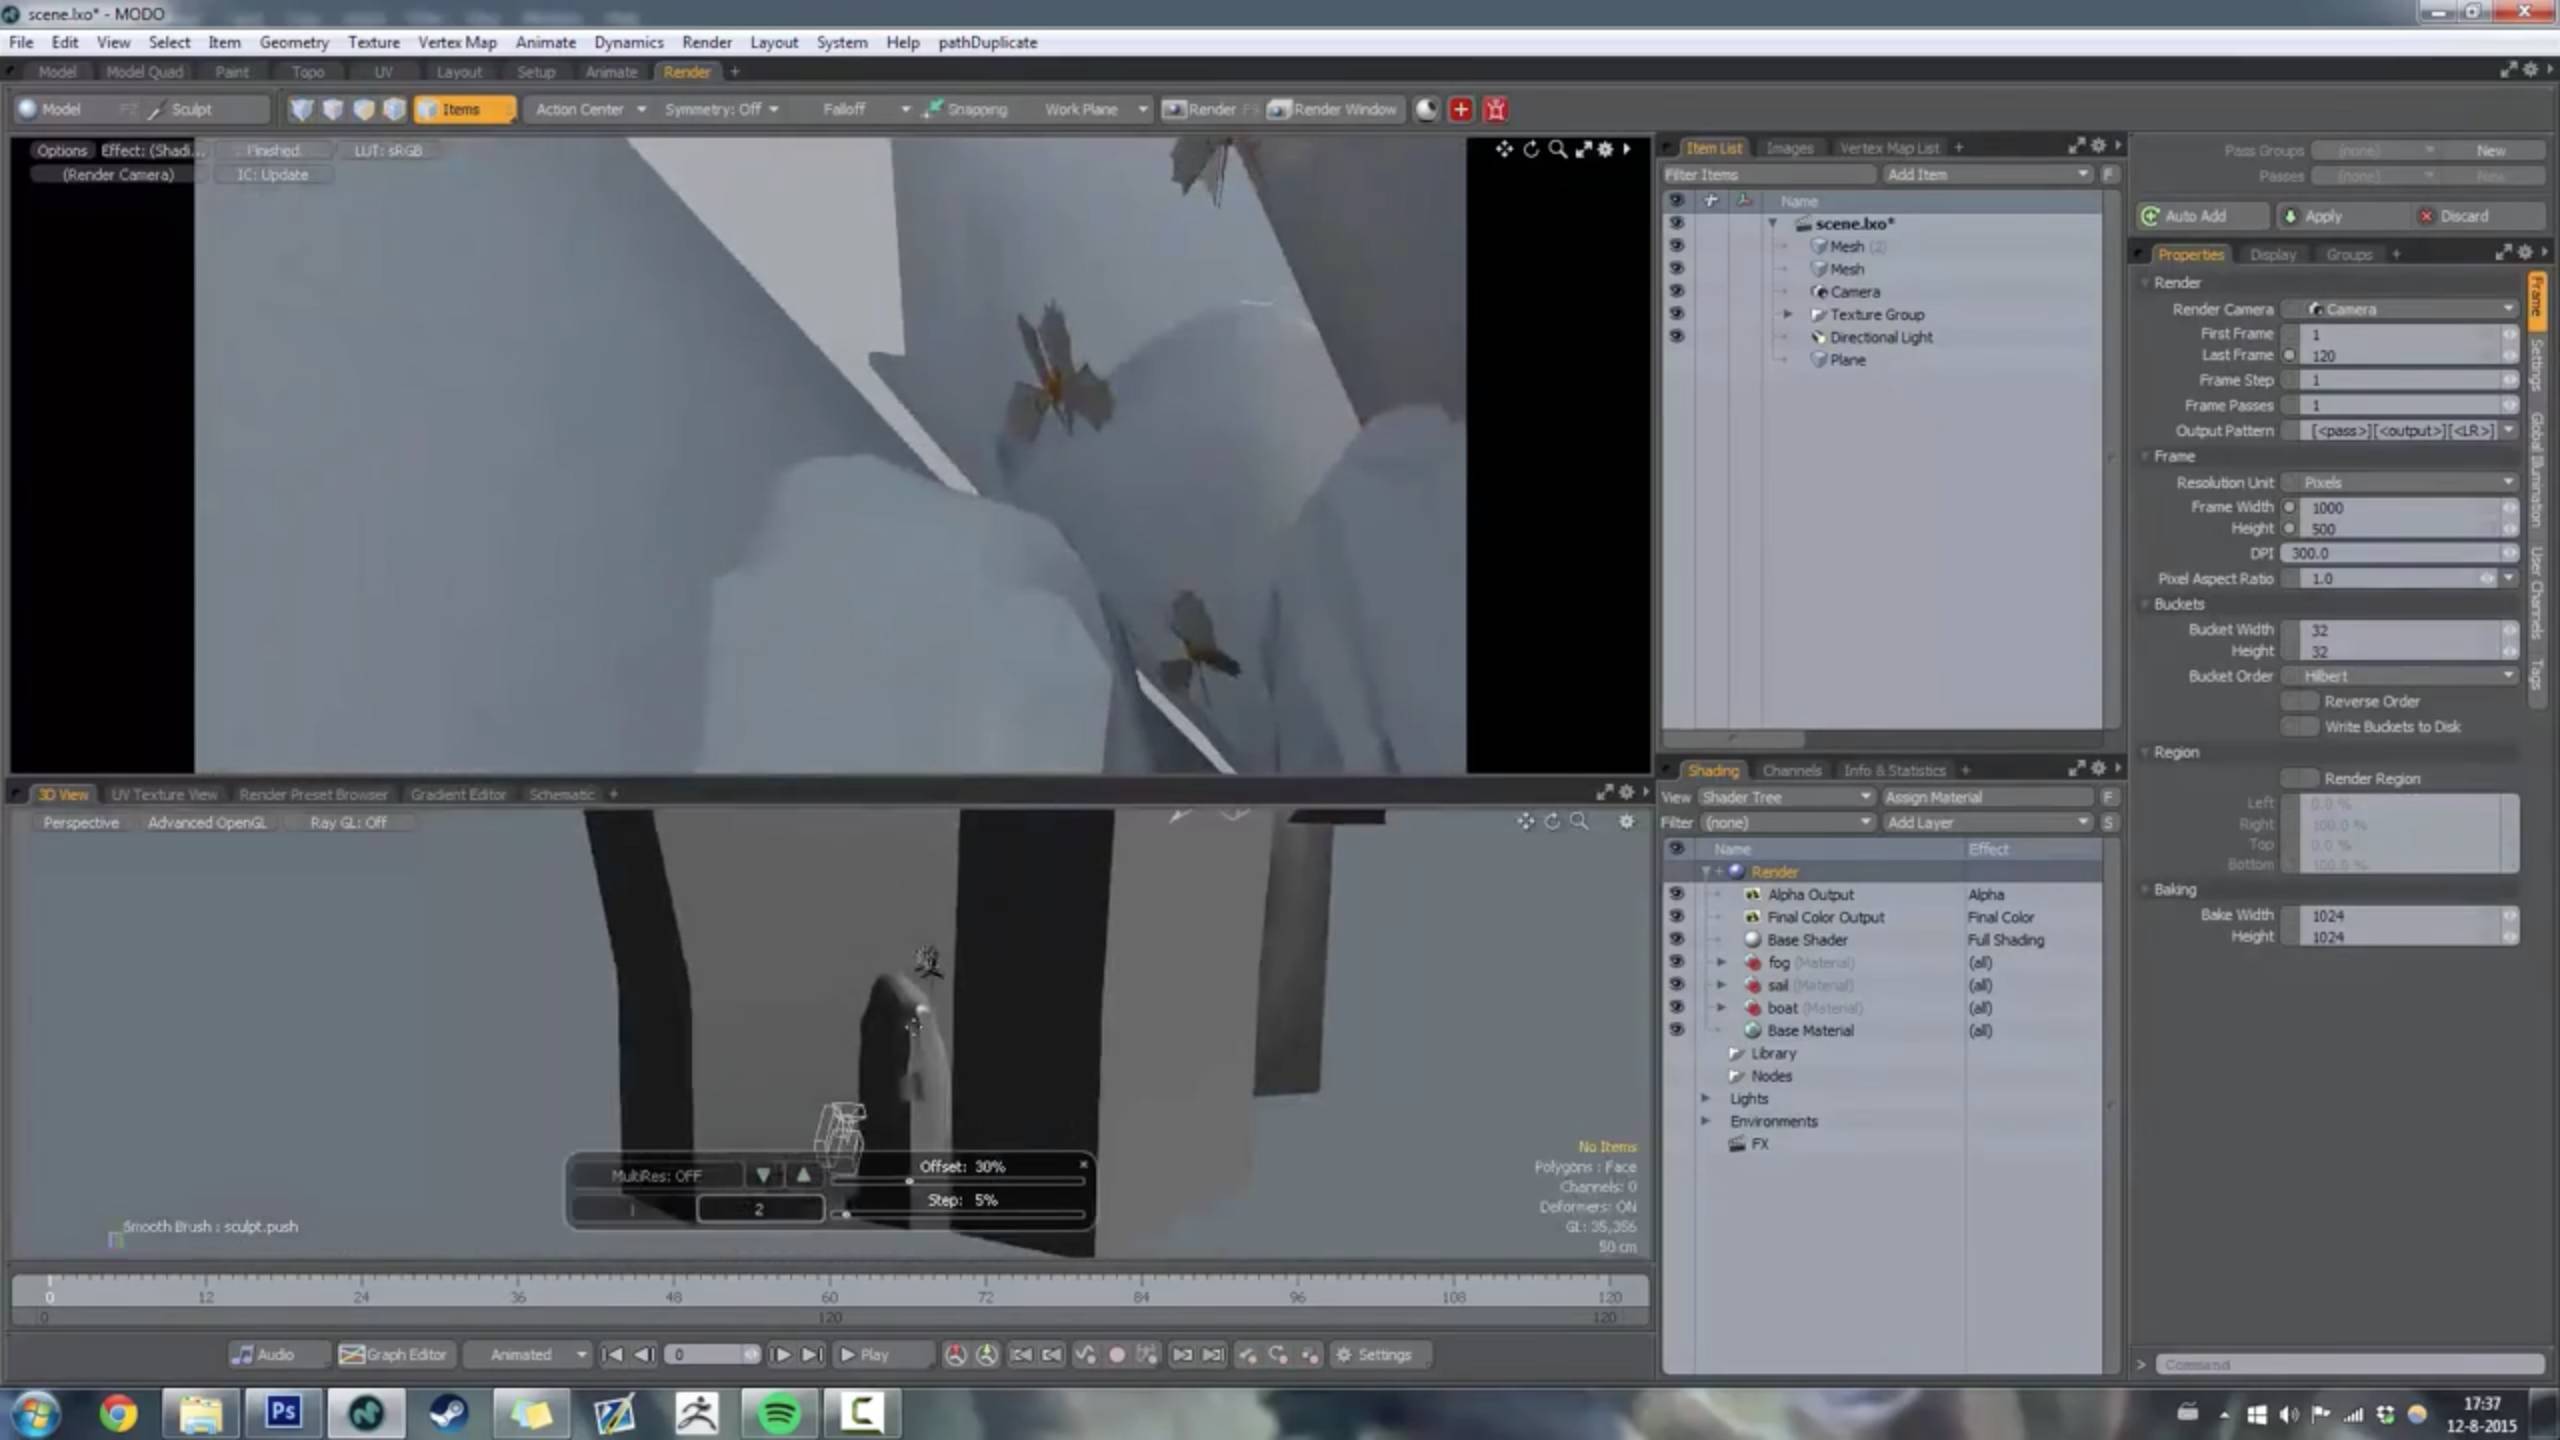 scene.lxo* - MODO
File Edit View Select Item Geometry Texture Vertex Map Animate Dynamics Render Layout System Help pathDuplicate
Model Model Quad Paint Topo UV Layout Setup Animate Render +
Model F2 Sculpt Items Action Center Symmetry: Off Falloff Snapping Work Plane Render F9 Render Window
Options Effect: (Shadi... Finished LUT: sRGB
(Render Camera) IC: Update
Item List Images Vertex Map List +
Filter Items Add Item F
Name
scene.lxo*
Mesh (2)
Mesh
Camera
Texture Group
Directional Light
Plane
Pass Groups (none) New
Passes (none) New
Auto Add Apply Discard
Properties Display Groups +
Render
Render Camera Camera
First Frame 1
Last Frame 120
Frame Step 1
Frame Passes 1
Output Pattern [<pass>][<output>][<LR>]
Frame
Resolution Unit Pixels
Frame Width 1000
Height 500
DPI 300.0
Pixel Aspect Ratio 1.0
Buckets
Bucket Width 32
Height 32
Bucket Order Hilbert
Reverse Order
Write Buckets to Disk
Region
Render Region
Left 0.0 %
Right 100.0 %
Top 0.0 %
Bottom 100.0 %
Baking
Bake Width 1024
Height 1024
Frame
Settings
Global Illumination
User Channels
Tags
3D View UV Texture View Render Preset Browser Gradient Editor Schematic +
Perspective Advanced OpenGL Ray GL: Off
MultiRes: OFF Offset: 30%
1 2 Step: 5%
Smooth Brush : sculpt.push
No Items
Polygons : Face
Channels: 0
Deformers: ON
GL: 35,356
50 cm
Shading Channels Info & Statistics +
View Shader Tree Assign Material F
Filter (none) Add Layer S
Name Effect
Render
Alpha Output Alpha
Final Color Output Final Color
Base Shader Full Shading
fog (Material) (all)
sail (Material) (all)
boat (Material) (all)
Base Material (all)
Library
Nodes
Lights
Environments
FX
0 12 24 36 48 60 72 84 96 108 120
0 120 120
Audio Graph Editor Animated 0 Play Settings
> Command
Ps
17:37
12-8-2015